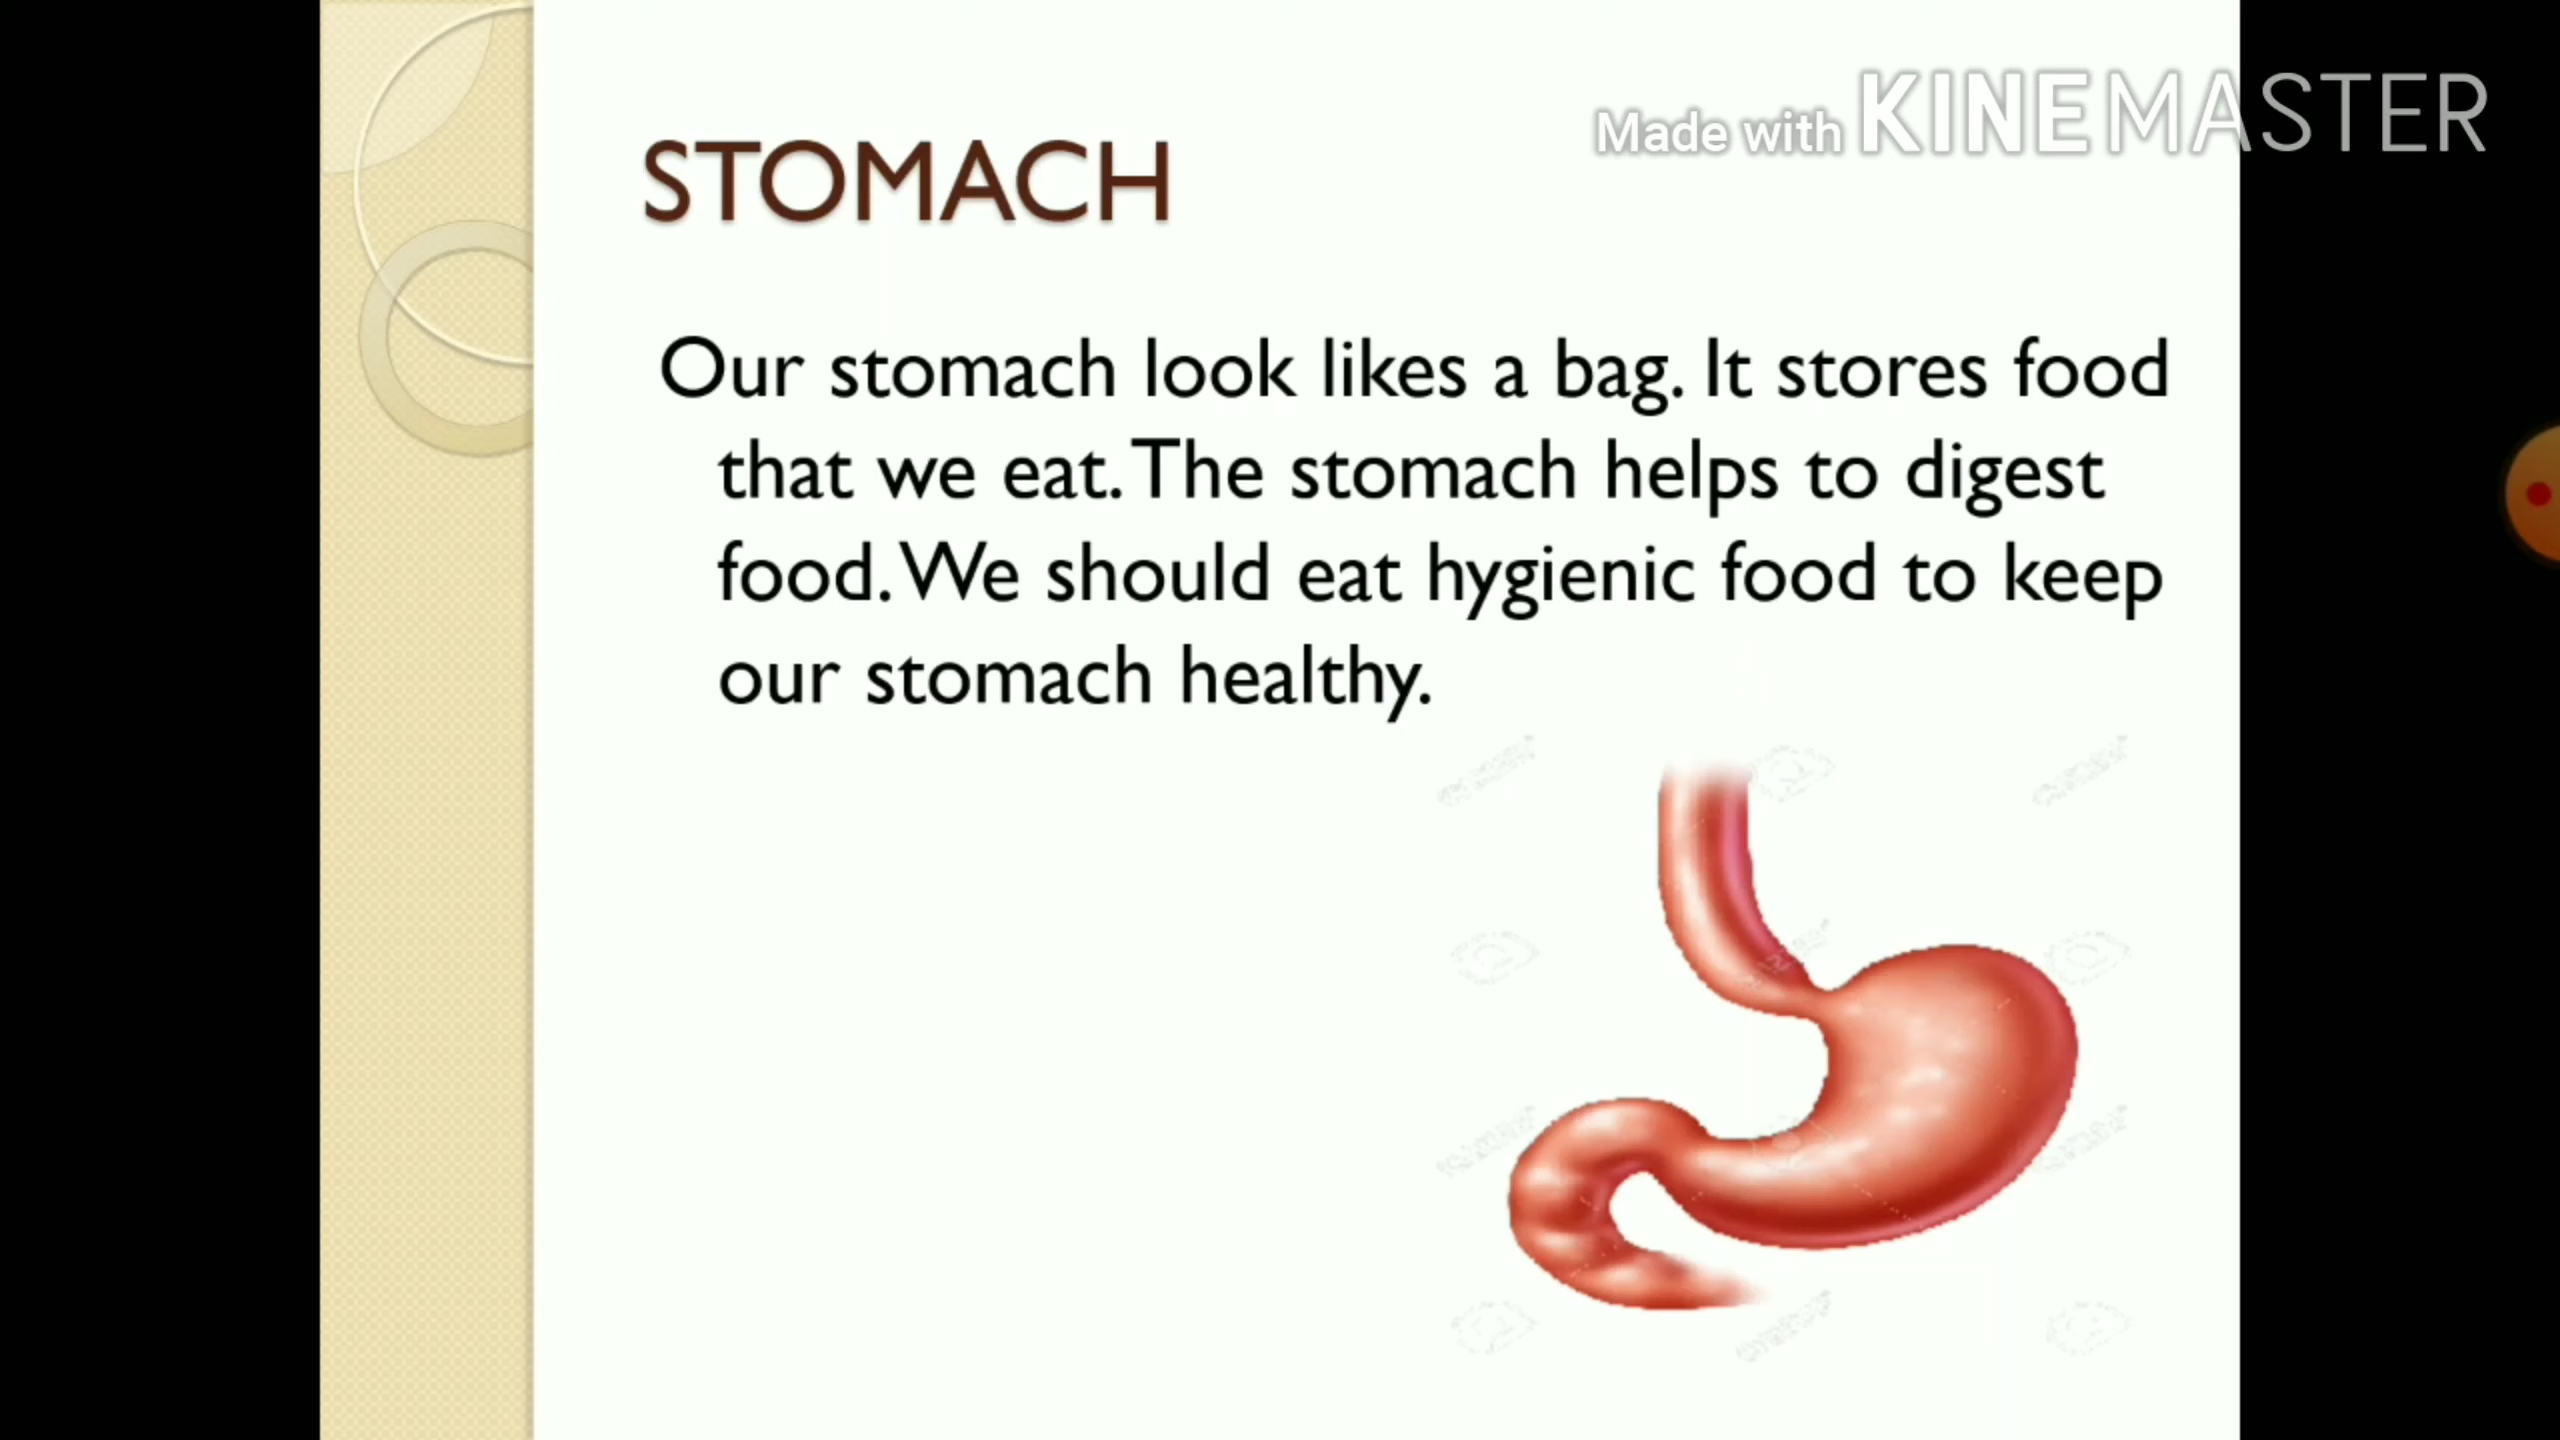 Made with KINEMASTER
STOMACH
Our stomach look likes a bag. It stores food
that we eat. The stomach helps to digest
food. We should eat hygienic food to keep
our stomach healthy.